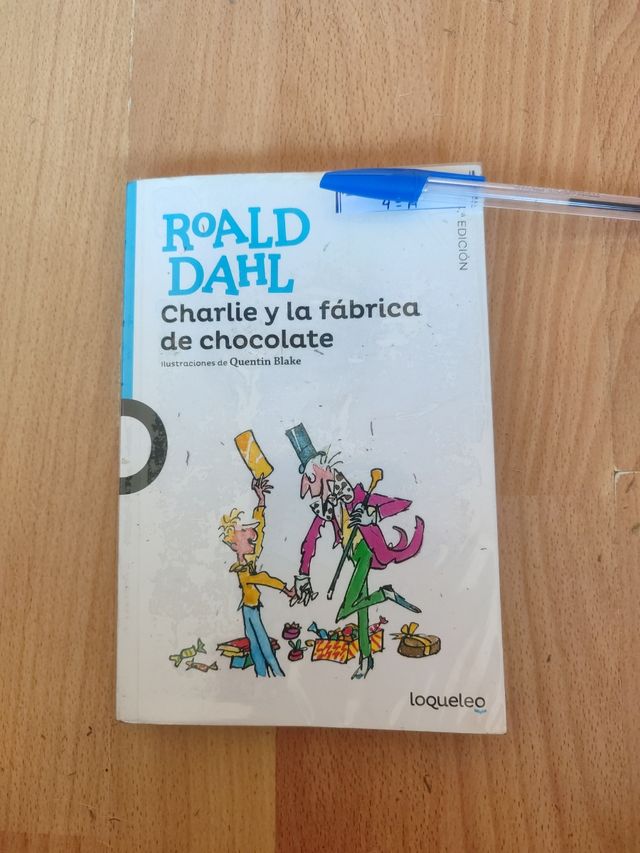 ROALD
DAHL
Charlie y la fábrica
de chocolate
ilustraciones de Quentin Blake
EDICIÓN
loqueleo